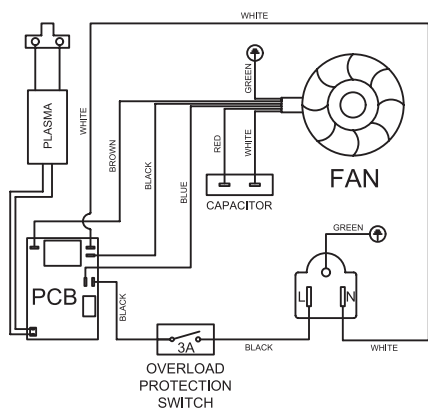 WHITE
GREEN
PLASMA
WHITE
BROWN
BLACK
BLUE
RED
WHITE
FAN
CAPACITOR
GREEN
PCB
BLACK
L
N
3A
BLACK
WHITE
OVERLOAD
PROTECTION
SWITCH